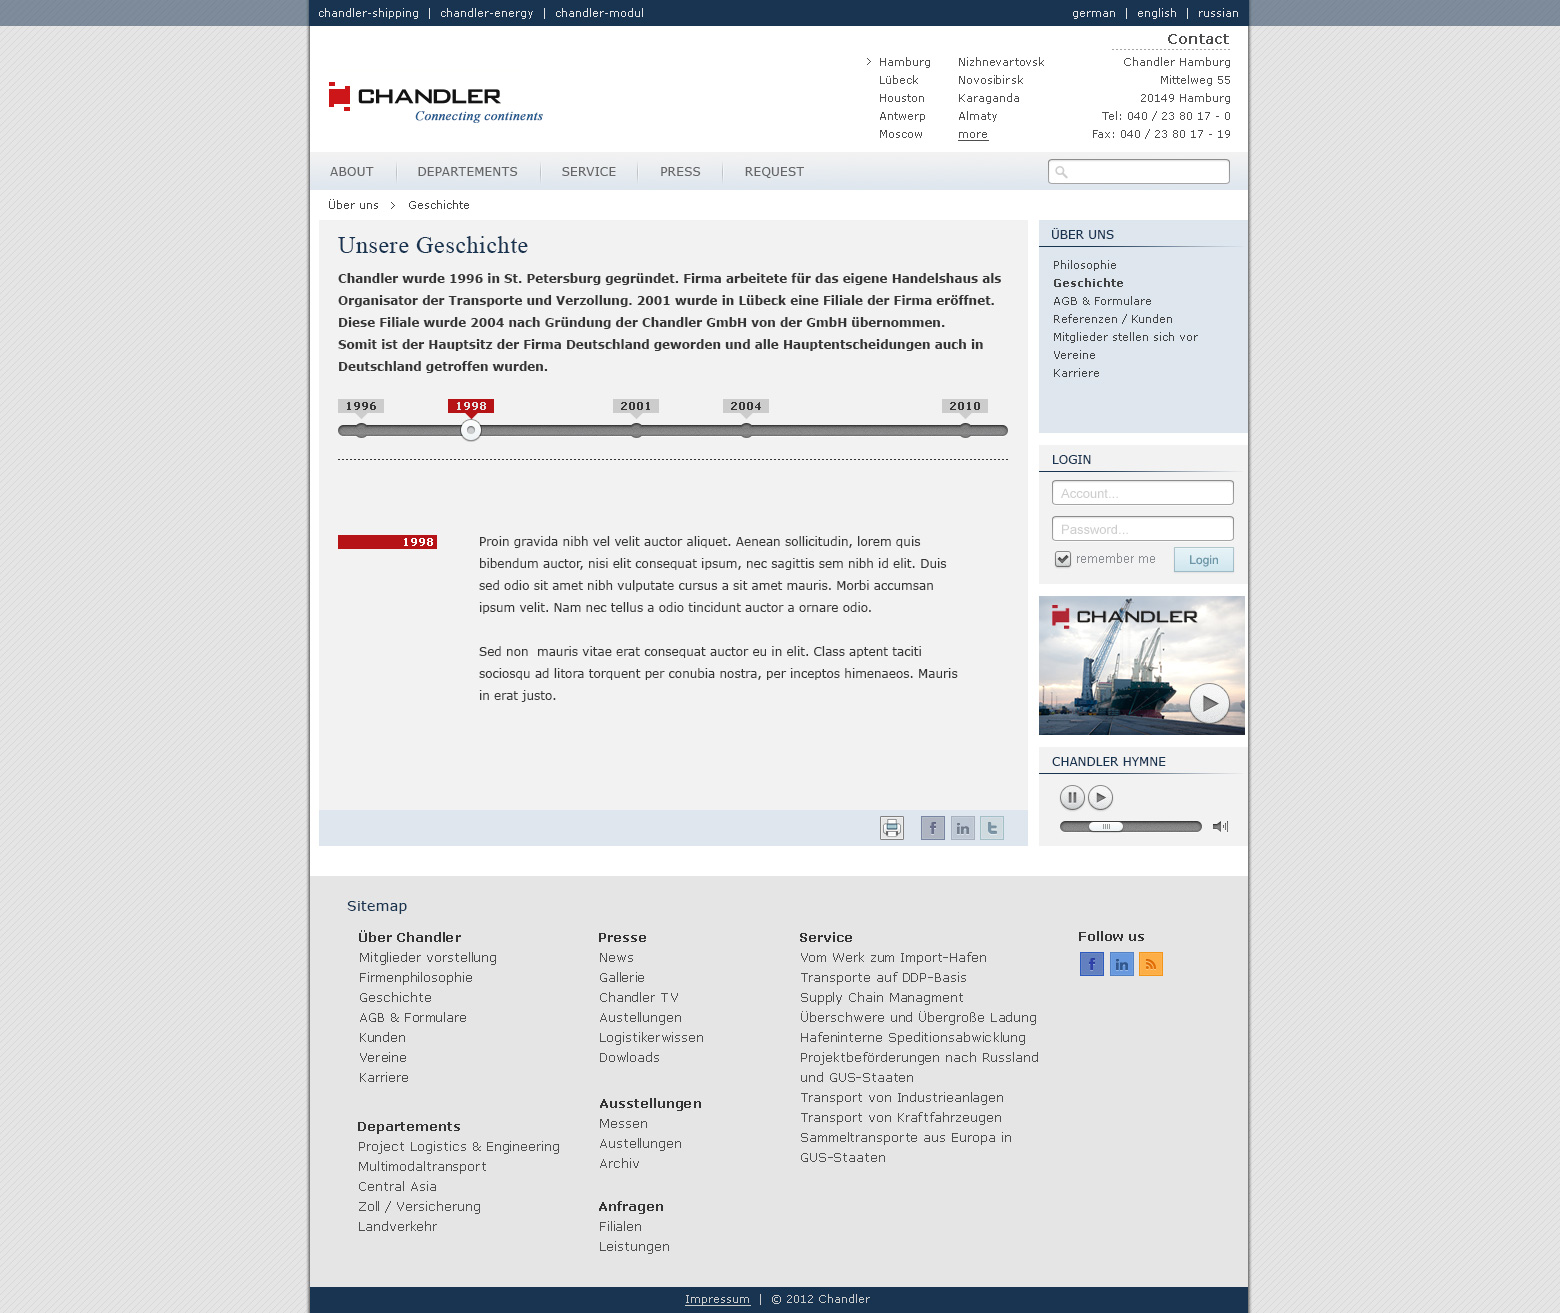 chandler-shipping | chandler-energy | chandler-modul
german | english | russian
CHANDLER
Connecting continents
> Hamburg
Lübeck
Houston
Antwerp
Moscow
Nizhnevartovsk
Novosibirsk
Karaganda
Almaty
more
Contact
Chandler Hamburg
Mittelweg 55
20149 Hamburg
Tel: 040 / 23 80 17 - 0
Fax: 040 / 23 80 17 - 19
ABOUT DEPARTEMENTS SERVICE PRESS REQUEST
Über uns > Geschichte
Unsere Geschichte
Chandler wurde 1996 in St. Petersburg gegründet. Firma arbeitete für das eigene Handelshaus als
Organisator der Transporte und Verzollung. 2001 wurde in Lübeck eine Filiale der Firma eröffnet.
Diese Filiale wurde 2004 nach Gründung der Chandler GmbH von der GmbH übernommen.
Somit ist der Hauptsitz der Firma Deutschland geworden und alle Hauptentscheidungen auch in
Deutschland getroffen wurden.
1996 1998 2001 2004 2010
1998
Proin gravida nibh vel velit auctor aliquet. Aenean sollicitudin, lorem quis
bibendum auctor, nisi elit consequat ipsum, nec sagittis sem nibh id elit. Duis
sed odio sit amet nibh vulputate cursus a sit amet mauris. Morbi accumsan
ipsum velit. Nam nec tellus a odio tincidunt auctor a ornare odio.
Sed non  mauris vitae erat consequat auctor eu in elit. Class aptent taciti
sociosqu ad litora torquent per conubia nostra, per inceptos himenaeos. Mauris
in erat justo.
ÜBER UNS
Philosophie
Geschichte
AGB & Formulare
Referenzen / Kunden
Mitglieder stellen sich vor
Vereine
Karriere
LOGIN
Account...
Password...
remember me
Login
CHANDLER
CHANDLER HYMNE
f in t
Sitemap
Über Chandler
Mitglieder vorstellung
Firmenphilosophie
Geschichte
AGB & Formulare
Kunden
Vereine
Karriere
Departements
Project Logistics & Engineering
Multimodaltransport
Central Asia
Zoll / Versicherung
Landverkehr
Presse
News
Gallerie
Chandler TV
Austellungen
Logistikerwissen
Dowloads
Ausstellungen
Messen
Austellungen
Archiv
Anfragen
Filialen
Leistungen
Service
Vom Werk zum Import-Hafen
Transporte auf DDP-Basis
Supply Chain Managment
Überschwere und Übergroße Ladung
Hafeninterne Speditionsabwicklung
Projektbeförderungen nach Russland
und GUS-Staaten
Transport von Industrieanlagen
Transport von Kraftfahrzeugen
Sammeltransporte aus Europa in
GUS-Staaten
Follow us
f in
Impressum | © 2012 Chandler